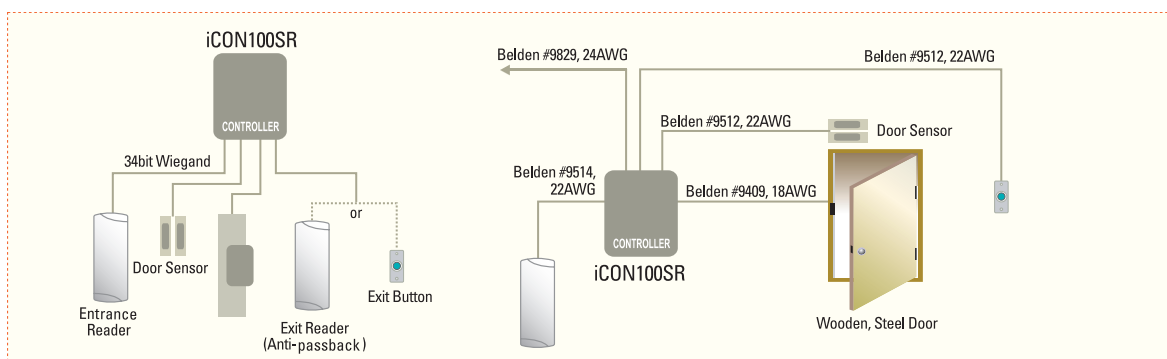 iCON100SR
CONTROLLER
34bit Wiegand
or
Door Sensor
Entrance
Reader
Exit Reader
(Anti-passback)
Exit Button
Belden #9829, 24AWG
Belden #9512, 22AWG
Belden #9512, 22AWG
Door Sensor
Belden #9514,
22AWG
Belden #9409, 18AWG
CONTROLLER
iCON100SR
Wooden, Steel Door